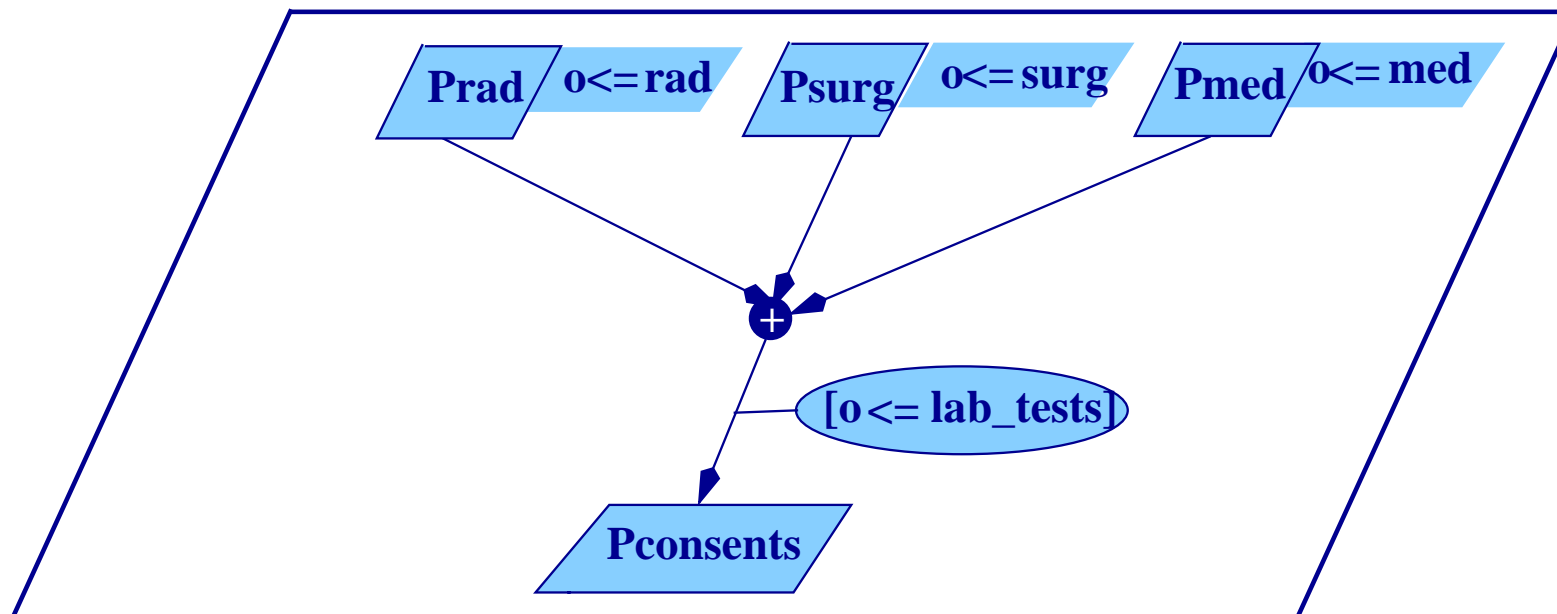 Prad o<=rad Psurg o<=surg Pmed o<=med
+
[o<= lab_tests]
Pconsents